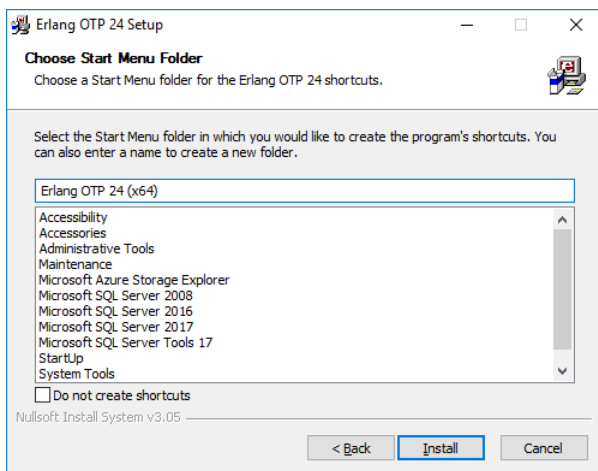 Erlang OTP 24 Setup
Choose Start Menu Folder
Choose a Start Menu folder for the Erlang OTP 24 shortcuts.
Select the Start Menu folder in which you would like to create the program's shortcuts. You
can also enter a name to create a new folder.
Erlang OTP 24 (x64)
Accessibility
Accessories
Administrative Tools
Maintenance
Microsoft Azure Storage Explorer
Microsoft SQL Server 2008
Microsoft SQL Server 2016
Microsoft SQL Server 2017
Microsoft SQL Server Tools 17
StartUp
System Tools
Do not create shortcuts
Nullsoft Install System v3.05
< Back Install Cancel